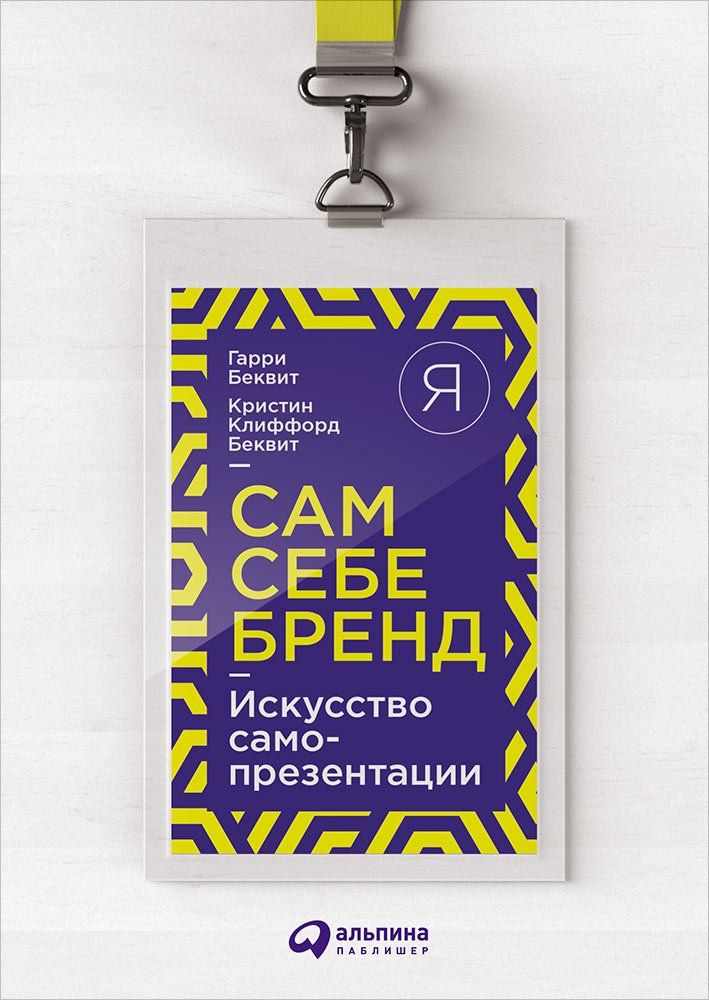 Гарри
Беквит
Кристин
Клиффорд
Беквит
Я
САМ
СЕБЕ
БРЕНД
Искусство
само-
презентации
альпина
ПАБЛИШЕР